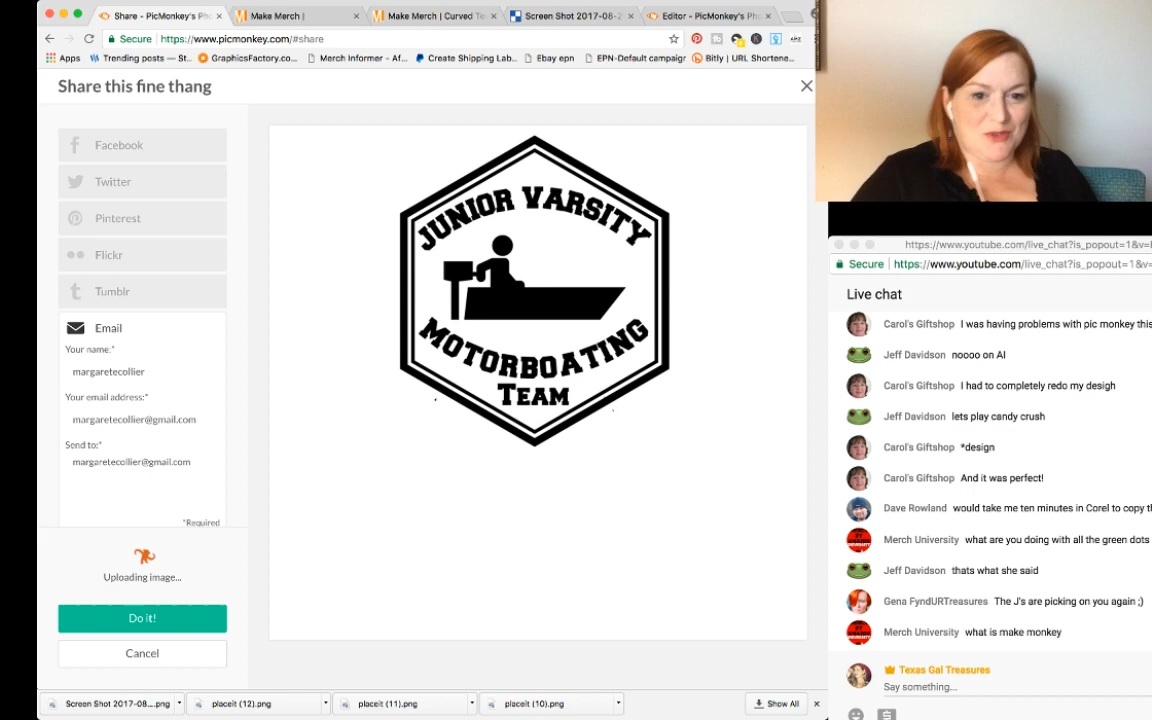 Share - PicMonkey's Pho
Make Merch |
Make Merch | Curved Te
Screen Shot 2017-08-2
Editor - PicMonkey's Ph
Secure
https://www.picmonkey.com/#share
Apps
Trending posts — St...
GraphicsFactory.co...
Merch Informer - Af...
Create Shipping Lab...
Ebay epn
EPN-Default campaign
Bitly | URL Shortene...
Share this fine thang
Facebook
Twitter
Pinterest
Flickr
Tumblr
Email
Your name:*
margaretecollier
Your email address:*
margaretecollier@gmail.com
Send to:*
margaretecollier@gmail.com
*Required
Uploading image...
Do it!
Cancel
JUNIOR VARSITY
MOTORBOATING
TEAM
https://www.youtube.com/live_chat?is_popout=1&v=
Secure
https://www.youtube.com/live_chat?is_popout=1&v=
Live chat
Carol's Giftshop I was having problems with pic monkey this
Jeff Davidson noooo on AI
Carol's Giftshop I had to completely redo my desigh
Jeff Davidson lets play candy crush
Carol's Giftshop *design
Carol's Giftshop And it was perfect!
Dave Rowland would take me ten minutes in Corel to copy th
Merch University what are you doing with all the green dots
Jeff Davidson thats what she said
Gena FyndURTreasures The J's are picking on you again ;)
Merch University what is make monkey
Texas Gal Treasures
Say something...
Screen Shot 2017-08....png
placeit (12).png
placeit (11).png
placeit (10).png
Show All